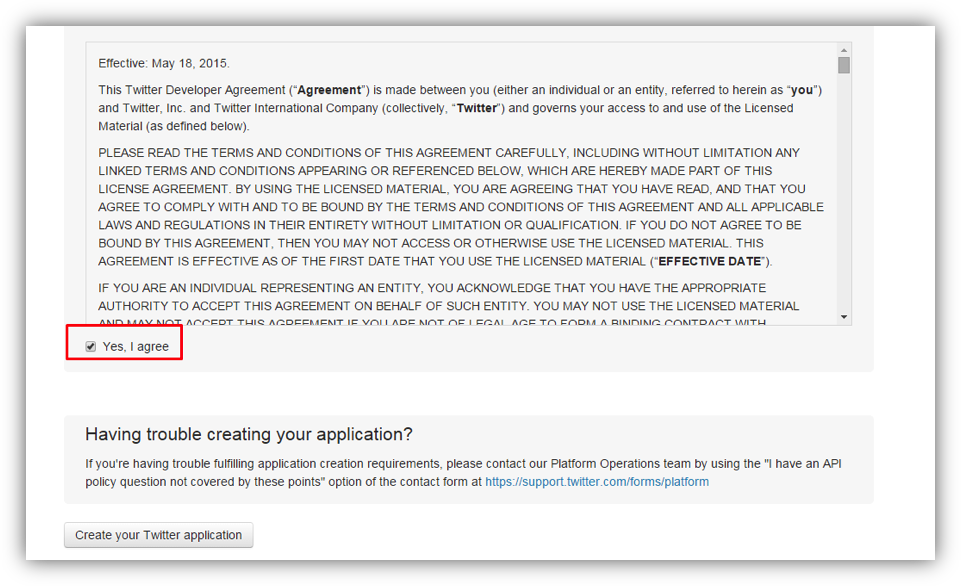 Effective: May 18, 2015.
This Twitter Developer Agreement (“Agreement”) is made between you (either an individual or an entity, referred to herein as “you”)
and Twitter, Inc. and Twitter International Company (collectively, “Twitter”) and governs your access to and use of the Licensed
Material (as defined below).
PLEASE READ THE TERMS AND CONDITIONS OF THIS AGREEMENT CAREFULLY, INCLUDING WITHOUT LIMITATION ANY
LINKED TERMS AND CONDITIONS APPEARING OR REFERENCED BELOW, WHICH ARE HEREBY MADE PART OF THIS
LICENSE AGREEMENT. BY USING THE LICENSED MATERIAL, YOU ARE AGREEING THAT YOU HAVE READ, AND THAT YOU
AGREE TO COMPLY WITH AND TO BE BOUND BY THE TERMS AND CONDITIONS OF THIS AGREEMENT AND ALL APPLICABLE
LAWS AND REGULATIONS IN THEIR ENTIRETY WITHOUT LIMITATION OR QUALIFICATION. IF YOU DO NOT AGREE TO BE
BOUND BY THIS AGREEMENT, THEN YOU MAY NOT ACCESS OR OTHERWISE USE THE LICENSED MATERIAL. THIS
AGREEMENT IS EFFECTIVE AS OF THE FIRST DATE THAT YOU USE THE LICENSED MATERIAL (“EFFECTIVE DATE”).
IF YOU ARE AN INDIVIDUAL REPRESENTING AN ENTITY, YOU ACKNOWLEDGE THAT YOU HAVE THE APPROPRIATE
AUTHORITY TO ACCEPT THIS AGREEMENT ON BEHALF OF SUCH ENTITY. YOU MAY NOT USE THE LICENSED MATERIAL
AND MAY NOT ACCEPT THIS AGREEMENT IF YOU ARE NOT OF LEGAL AGE TO FORM A BINDING CONTRACT WITH
Yes, I agree
Having trouble creating your application?
If you're having trouble fulfilling application creation requirements, please contact our Platform Operations team by using the "I have an API
policy question not covered by these points" option of the contact form at https://support.twitter.com/forms/platform
Create your Twitter application